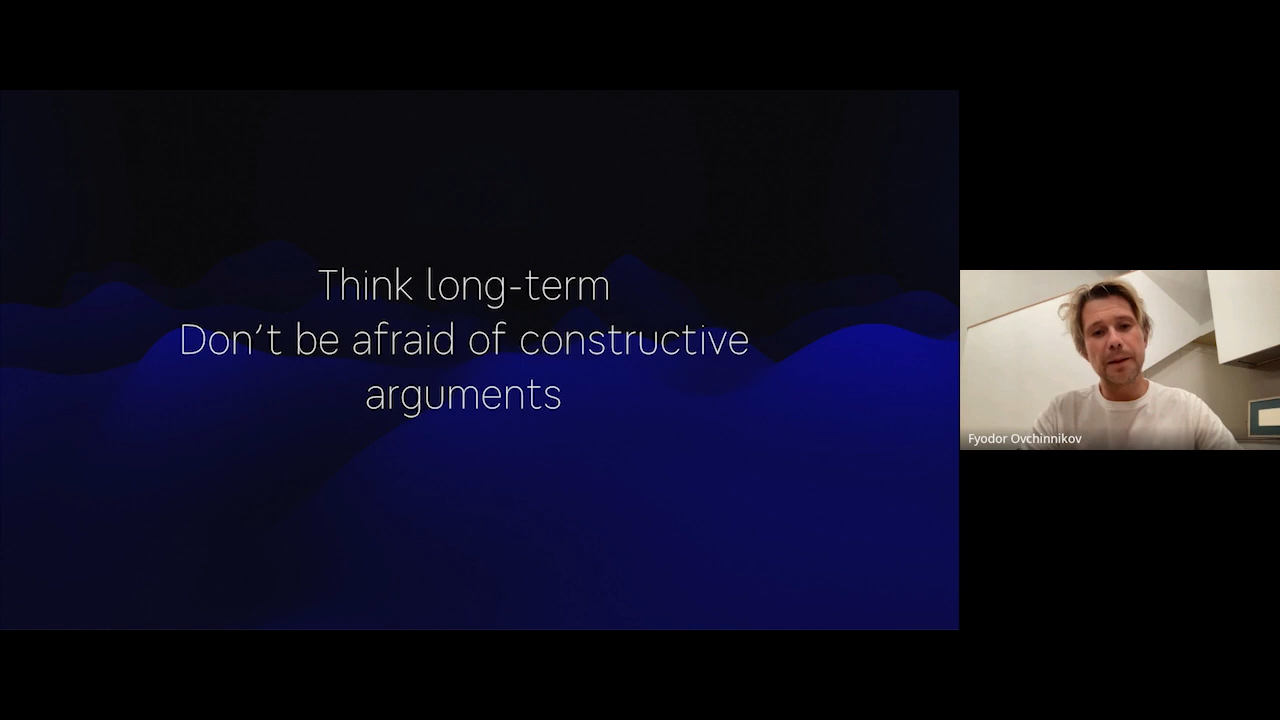 Think long-term
Don’t be afraid of constructive
arguments
Fyodor Ovchinnikov